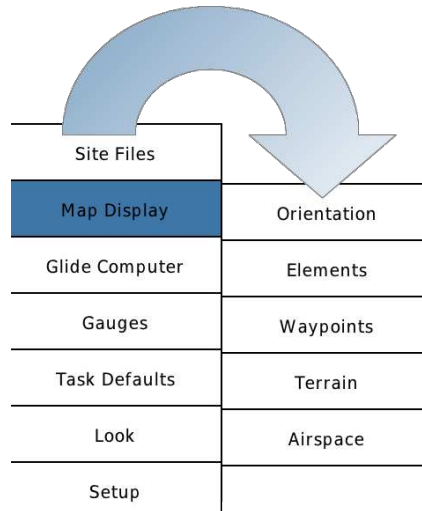 Site Files
Map Display
Glide Computer
Gauges
Task Defaults
Look
Setup
Orientation
Elements
Waypoints
Terrain
Airspace